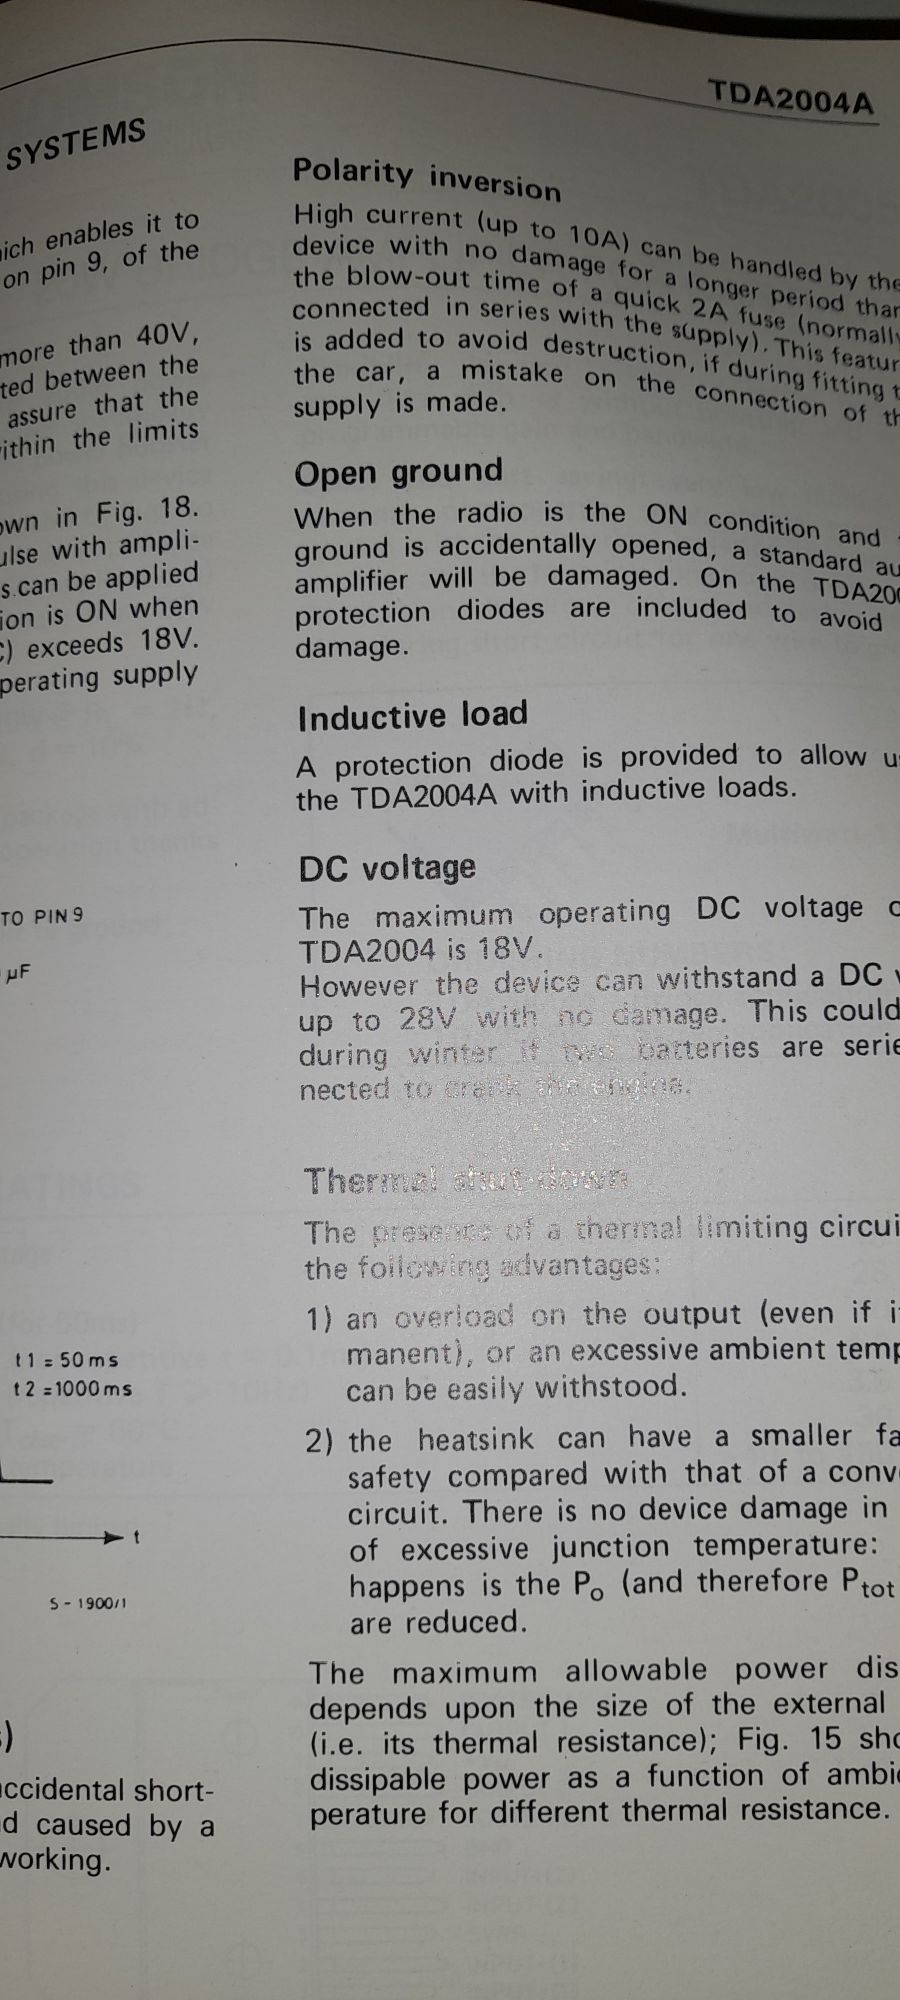 TDA2004A
SYSTEMS
ich enables it to
on pin 9, of the
more than 40V,
ted between the
assure that the
ithin the limits
own in Fig. 18.
ulse with ampli-
s can be applied
ion is ON when
C) exceeds 18V.
perating supply
TO PIN 9
µF
t1 = 50 ms
t2 = 1000 ms
t
S - 1900/1
s)
accidental short-
d caused by a
working.
Polarity inversion
High current (up to 10A) can be handled by the
device with no damage for a longer period than
the blow-out time of a quick 2A fuse (normally
connected in series with the supply). This featur
is added to avoid destruction, if during fitting t
the car, a mistake on the connection of th
supply is made.
Open ground
When the radio is the ON condition and
ground is accidentally opened, a standard au
amplifier will be damaged. On the TDA200
protection diodes are included to avoid
damage.
Inductive load
A protection diode is provided to allow us
the TDA2004A with inductive loads.
DC voltage
The maximum operating DC voltage o
TDA2004 is 18V.
However the device can withstand a DC v
up to 28V with no damage. This could
during winter if two batteries are serie
nected to crank the engine.
Thermal shut-down
The presence of a thermal limiting circui
the following advantages:
1) an overload on the output (even if i
manent), or an excessive ambient temp
can be easily withstood.
2) the heatsink can have a smaller fa
safety compared with that of a conv
circuit. There is no device damage in
of excessive junction temperature:
happens is the Po (and therefore Ptot
are reduced.
The maximum allowable power dis
depends upon the size of the external
(i.e. its thermal resistance); Fig. 15 sho
dissipable power as a function of ambi
perature for different thermal resistance.